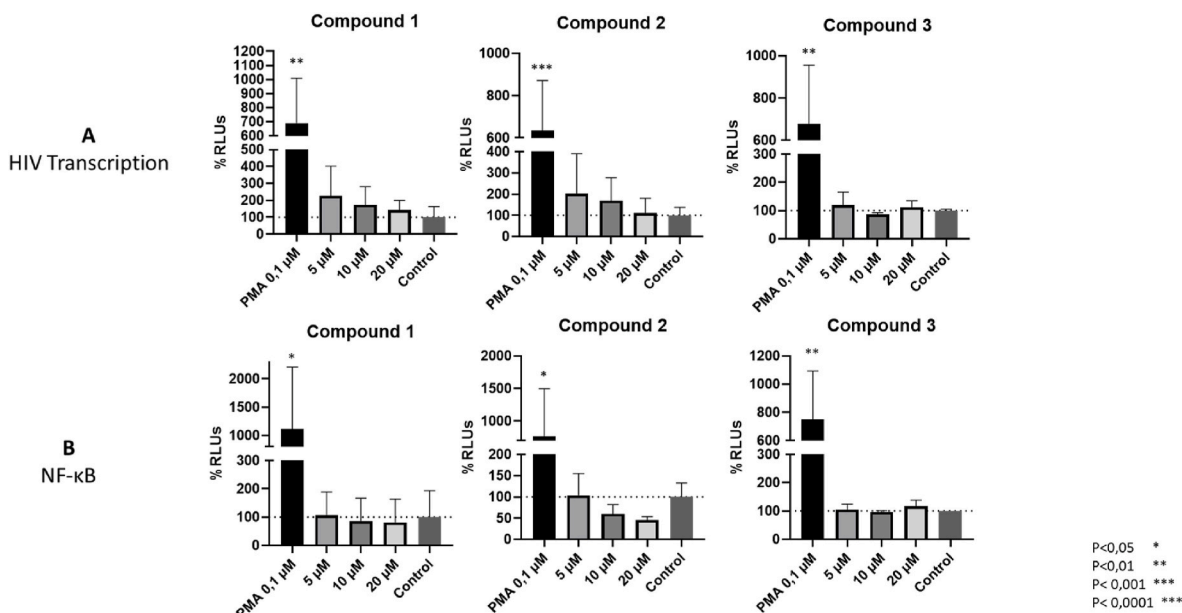 A
HIV Transcription
Compound 1
% RLUs
1200
1100
1000
900
800
700
600
500
400
300
200
100
0
**
PMA 0,1 µM
5 µM
10 µM
20 µM
Control
Compound 2
% RLUs
1000
800
600
400
300
200
100
0
***
PMA 0,1 µM
5 µM
10 µM
20 µM
Control
Compound 3
% RLUs
1000
800
600
300
200
100
0
**
PMA 0,1 µM
5 µM
10 µM
20 µM
Control
B
NF-κB
Compound 1
% RLUs
2000
1500
1000
300
200
100
0
*
PMA 0,1 µM
5 µM
10 µM
20 µM
Control
Compound 2
% RLUs
2000
1500
1000
200
150
100
50
0
*
PMA 0,1 µM
5 µM
10 µM
20 µM
Control
Compound 3
% RLUs
1200
1000
800
600
300
200
100
0
**
PMA 0,1 µM
5 µM
10 µM
20 µM
Control
P<0,05 *
P<0,01 **
P< 0,001 ***
P< 0,0001 ***